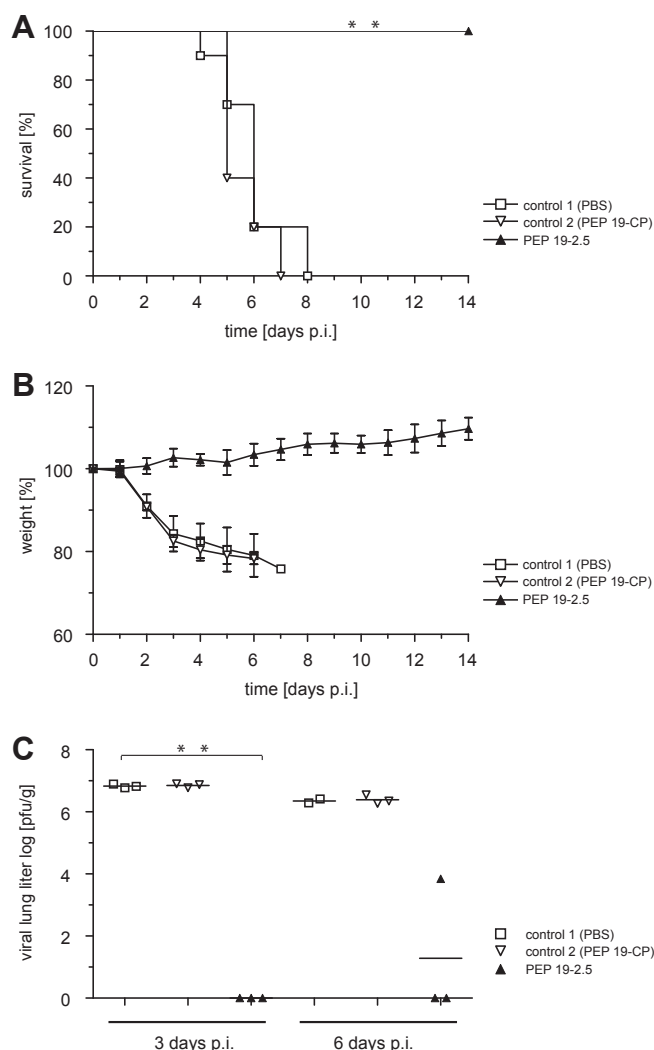 A
* *
100
80
60
40
20
0
survival [%]
0 2 4 6 8 10 12 14
time [days p.i.]
control 1 (PBS)
control 2 (PEP 19-CP)
PEP 19-2.5
B
120
100
80
60
weight [%]
0 2 4 6 8 10 12 14
time [days p.i.]
control 1 (PBS)
control 2 (PEP 19-CP)
PEP 19-2.5
C
* *
8
6
4
2
0
viral lung liter log [pfu/g]
control 1 (PBS)
control 2 (PEP 19-CP)
PEP 19-2.5
3 days p.i. 6 days p.i.